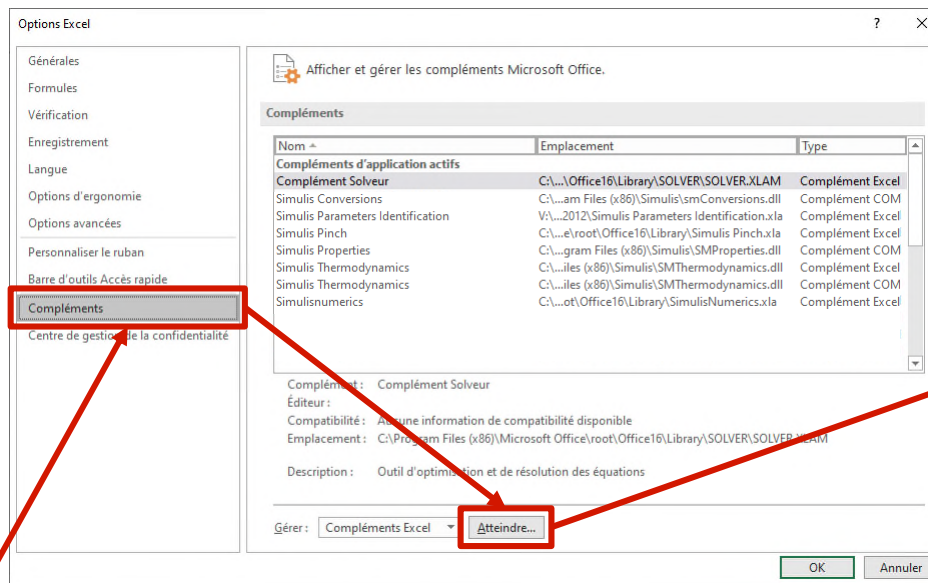 Options Excel ?
Générales
Formules
Vérification
Enregistrement
Langue
Options d'ergonomie
Options avancées
Personnaliser le ruban
Barre d'outils Accès rapide
Compléments
Centre de gestion de la confidentialité
Afficher et gérer les compléments Microsoft Office.
Compléments
Nom Emplacement Type
Compléments d'application actifs
Complément Solveur C:\...\Office16\Library\SOLVER\SOLVER.XLAM Complément Excel
Simulis Conversions C:\...am Files (x86)\Simulis\smConversions.dll Complément COM
Simulis Parameters Identification V:\...2012\Simulis Parameters Identification.xla Complément Excel
Simulis Pinch C:\...e\root\Office16\Library\Simulis Pinch.xla Complément Excel
Simulis Properties C:\...gram Files (x86)\Simulis\SMProperties.dll Complément COM
Simulis Thermodynamics C:\...iles (x86)\Simulis\SMThermodynamics.dll Complément Excel
Simulis Thermodynamics C:\...iles (x86)\Simulis\SMThermodynamics.dll Complément COM
Simulisnumerics C:\...ot\Office16\Library\SimulisNumerics.xla Complément Excel
Complément : Complément Solveur
Éditeur :
Compatibilité : Aucune information de compatibilité disponible
Emplacement : C:\Program Files (x86)\Microsoft Office\root\Office16\Library\SOLVER\SOLVER.XLAM
Description : Outil d'optimisation et de résolution des équations
Gérer : Compléments Excel Atteindre...
OK Annuler